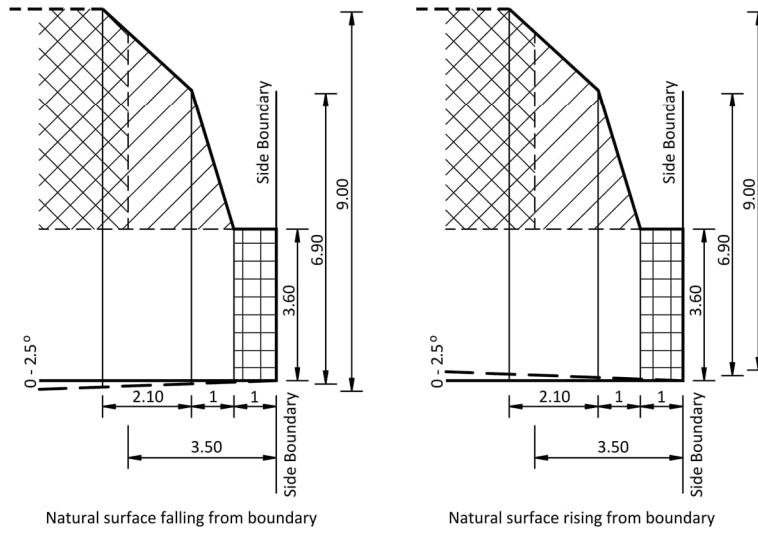 Side Boundary
9.00
6.90
3.60
0 - 2.5°
2.10
1
1
3.50
Side Boundary
Natural surface falling from boundary
Side Boundary
9.00
6.90
3.60
0 - 2.5°
2.10
1
1
3.50
Side Boundary
Natural surface rising from boundary